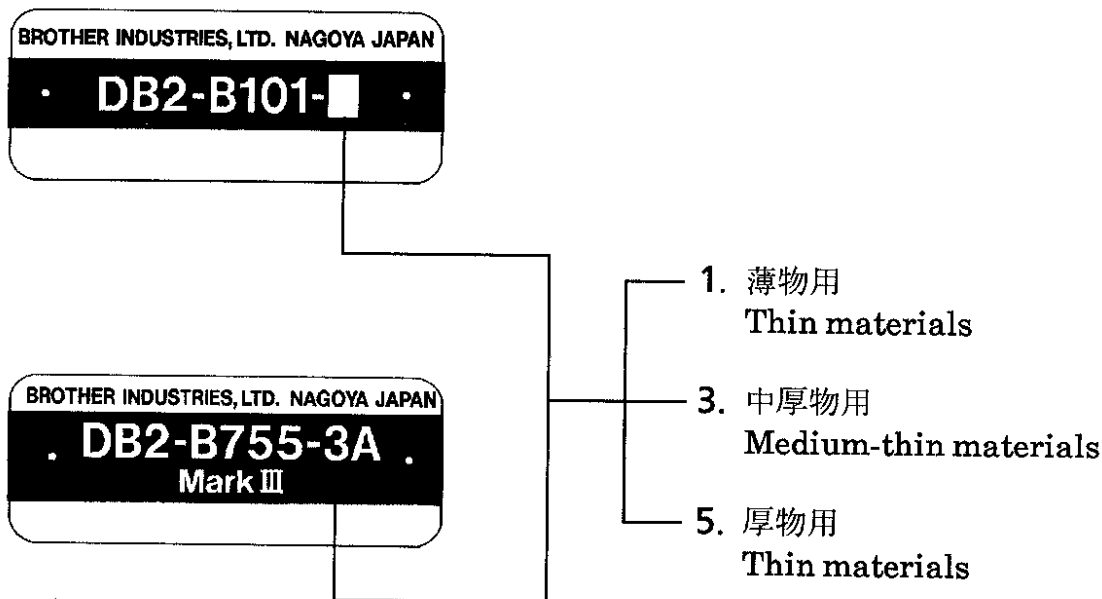 BROTHER INDUSTRIES, LTD. NAGOYA JAPAN
DB2-B101-
BROTHER INDUSTRIES, LTD. NAGOYA JAPAN
DB2-B755-3A
Mark Ⅲ
1. 薄物用
Thin materials
3. 中厚物用
Medium-thin materials
5. 厚物用
Thin materials